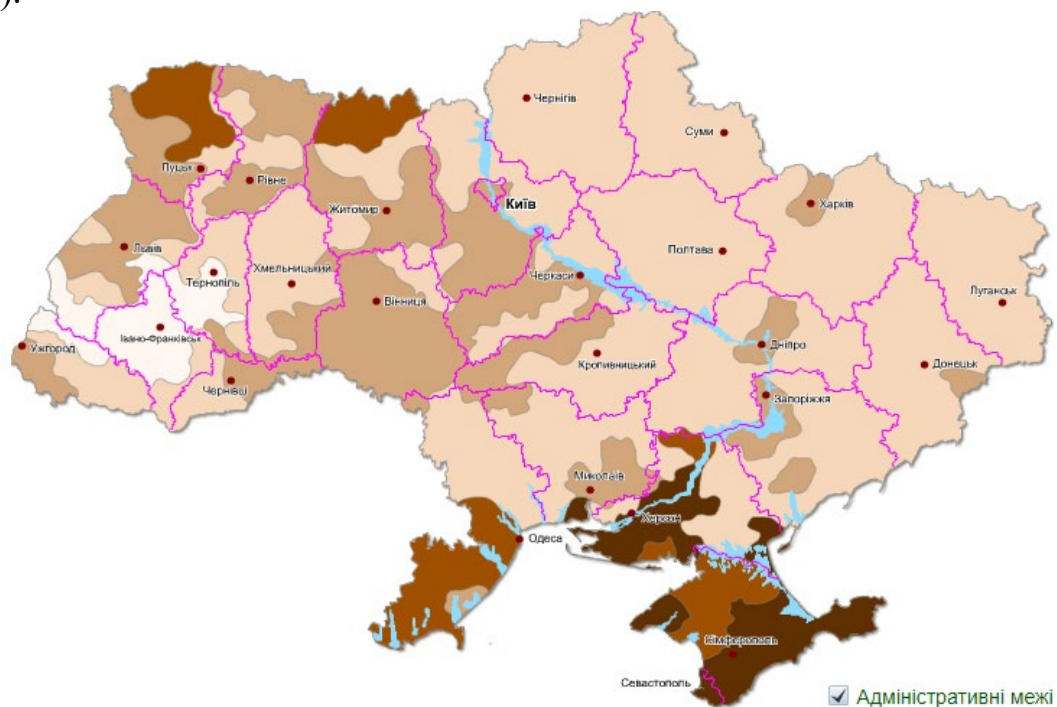 ).
Чернігів
Суми
Луцьк
Рівне
Київ
Житомир
Харків
Львів
Полтава
Тернопіль
Хмельницький
Черкаси
Вінниця
Луганськ
Івано-Франківськ
Ужгород
Дніпро
Кропивницький
Донецьк
Чернівці
Запоріжжя
Миколаїв
Херсон
Одеса
Сімферополь
Севастополь
Адміністративні межі